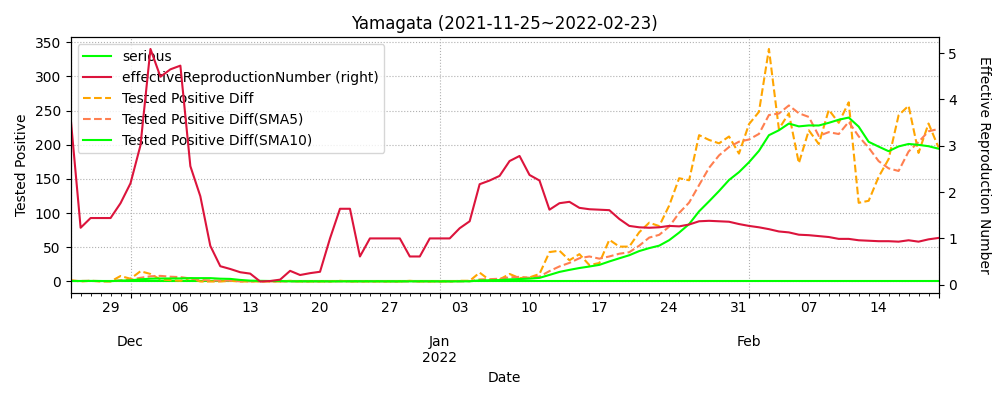 Yamagata (2021-11-25~2022-02-23)
serious
effectiveReproductionNumber (right)
Tested Positive Diff
Tested Positive Diff(SMA5)
Tested Positive Diff(SMA10)
Tested Positive
350
300
250
200
150
100
50
0
5
4
3
2
1
0
Effective Reproduction Number
29 06 13 20 27 03 10 17 24 31 07 14
Dec Jan Feb
2022
Date